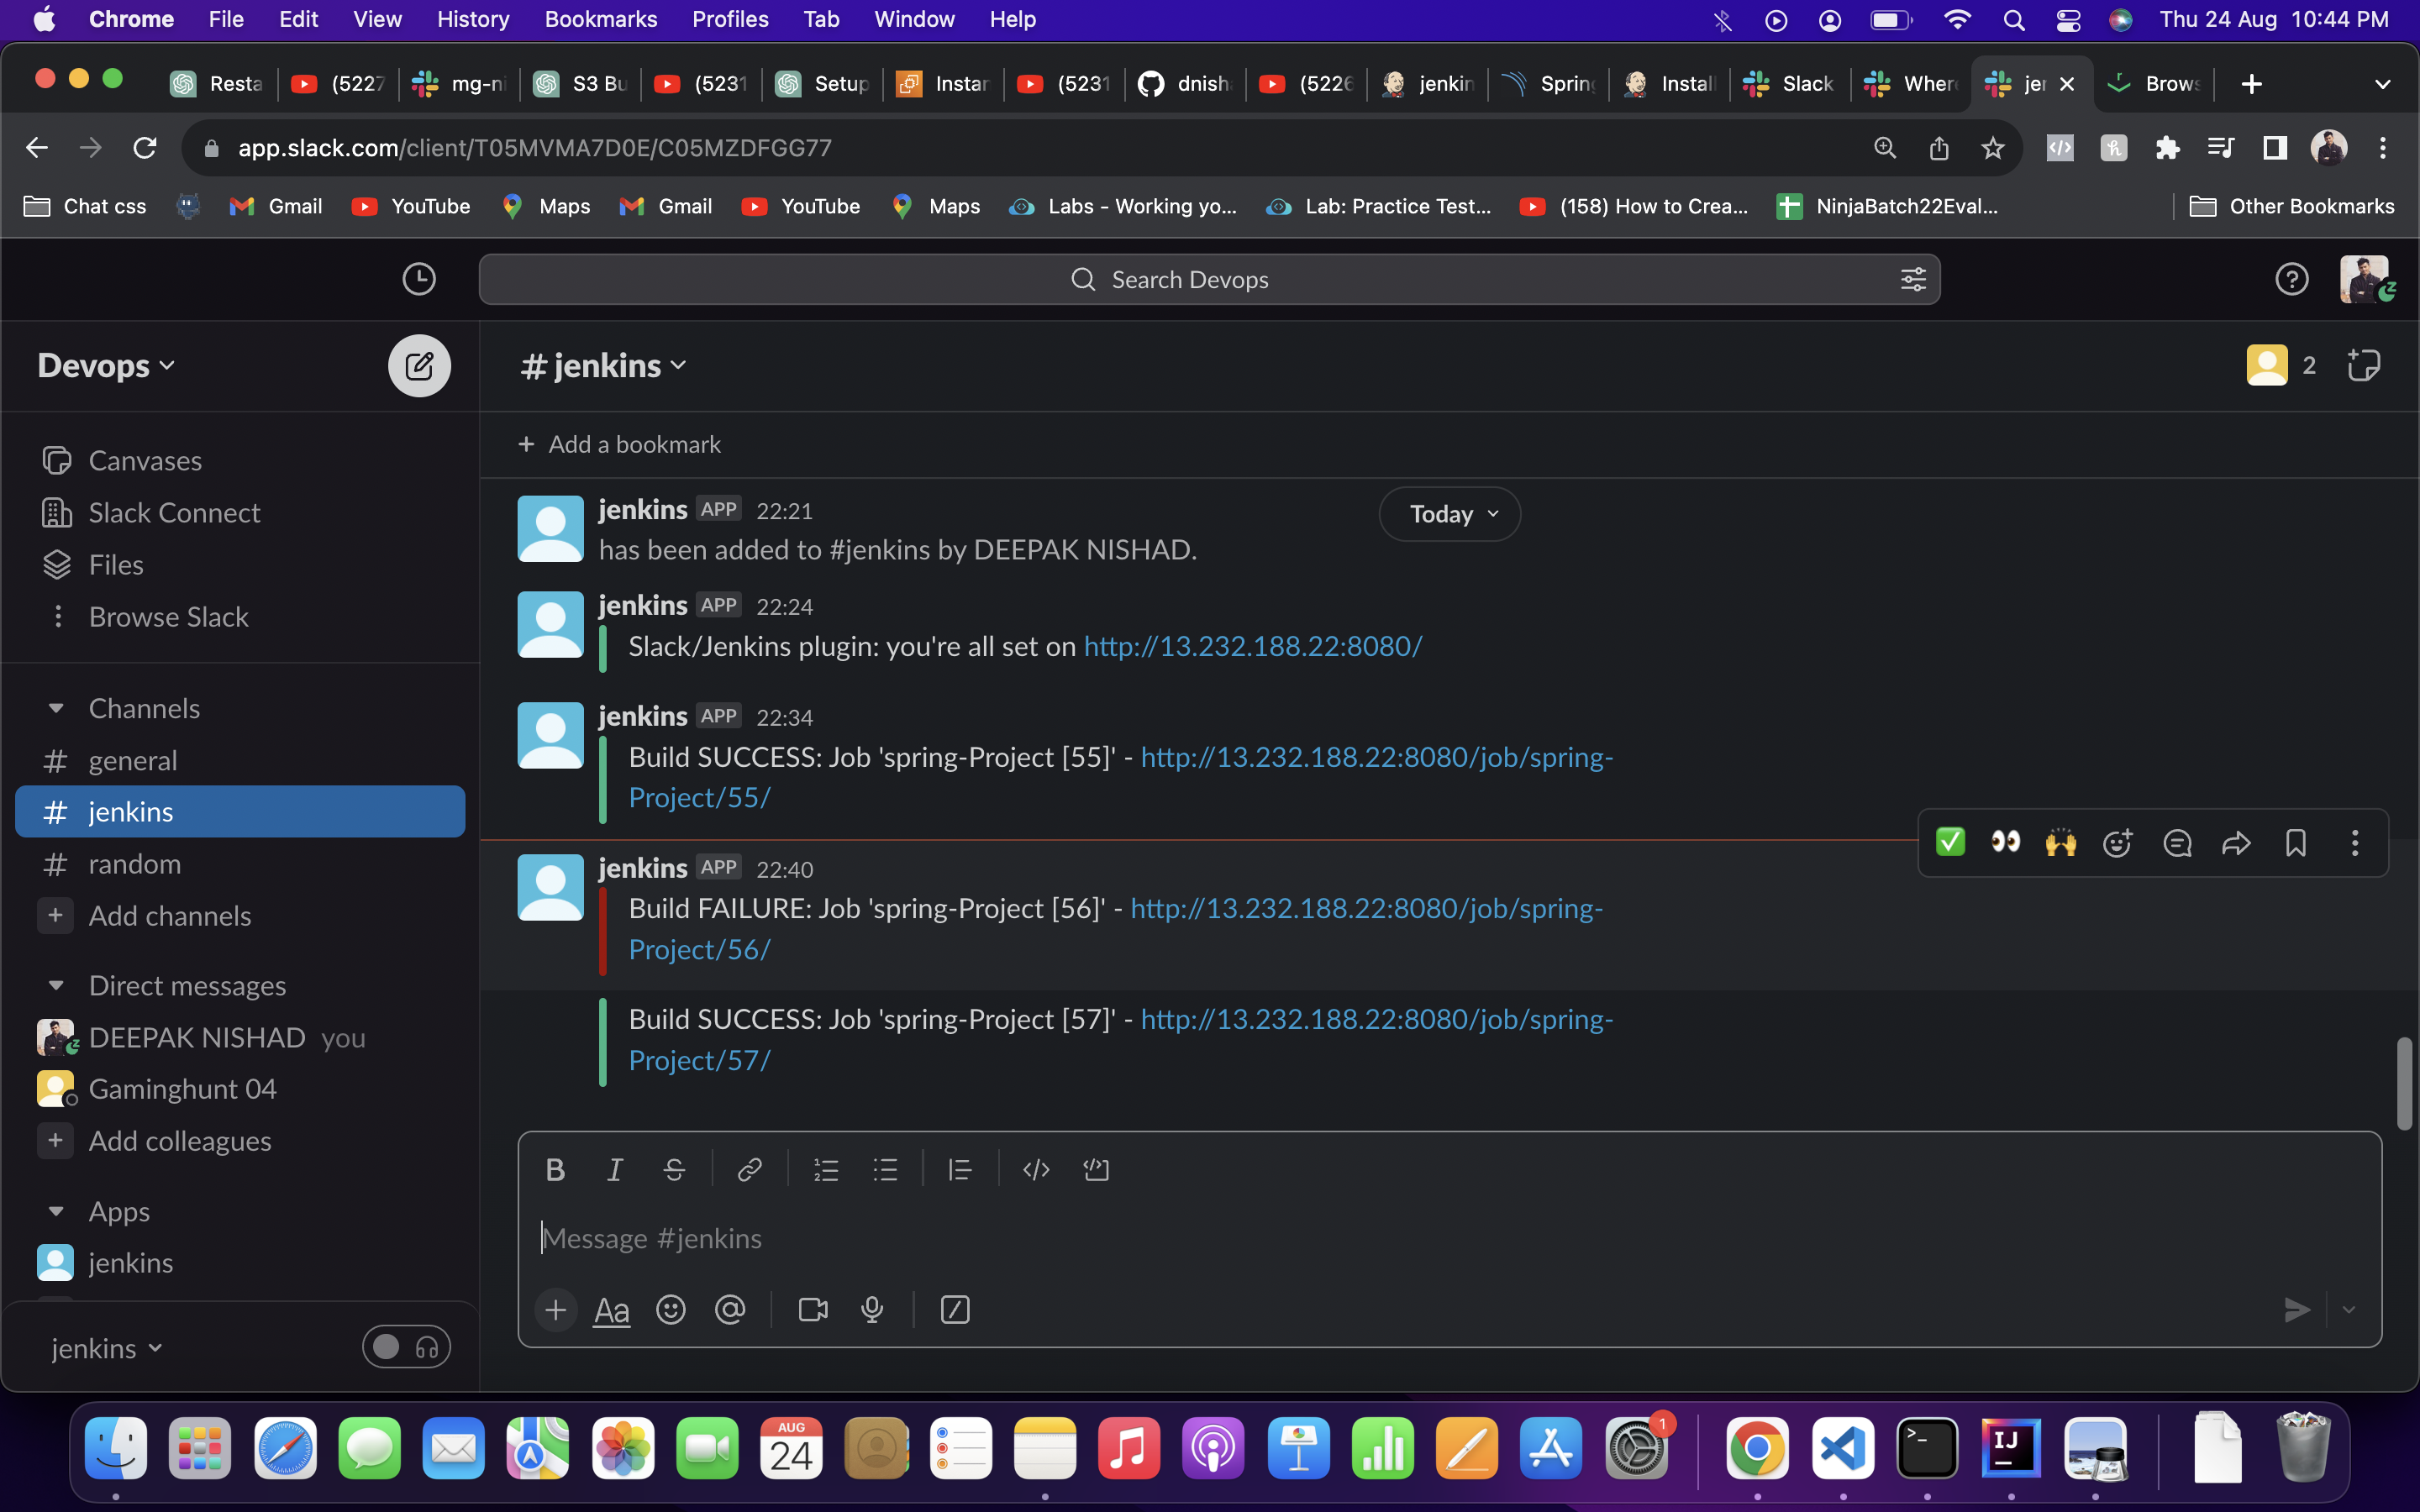 Chrome File Edit View History Bookmarks Profiles Tab Window Help Thu 24 Aug 10:44 PM
Resta (5227 mg-ni S3 Bu (5231 Setup Instar (5231 dnish (5226 jenkin Spring Install Slack Where jer Brows
app.slack.com/client/T05MVMA7D0E/C05MZDFGG77
Chat css Gmail YouTube Maps Gmail YouTube Maps Labs - Working yo... Lab: Practice Test... (158) How to Crea... NinjaBatch22Eval... Other Bookmarks
Search Devops
Devops
# jenkins
2
Add a bookmark
Canvases
Slack Connect
Files
Browse Slack
Channels
# general
# jenkins
# random
+ Add channels
Direct messages
DEEPAK NISHAD you
Gaminghunt 04
+ Add colleagues
Apps
jenkins
jenkins
Today
jenkins APP 22:21
has been added to #jenkins by DEEPAK NISHAD.
jenkins APP 22:24
Slack/Jenkins plugin: you're all set on http://13.232.188.22:8080/
jenkins APP 22:34
Build SUCCESS: Job 'spring-Project [55]' - http://13.232.188.22:8080/job/spring-
Project/55/
jenkins APP 22:40
Build FAILURE: Job 'spring-Project [56]' - http://13.232.188.22:8080/job/spring-
Project/56/
Build SUCCESS: Job 'spring-Project [57]' - http://13.232.188.22:8080/job/spring-
Project/57/
B I S
Message #jenkins
Aa
AUG
24
1
IJ